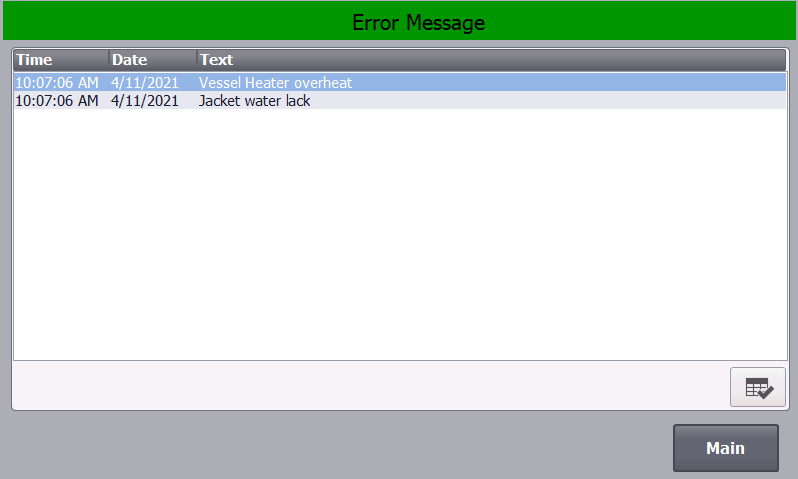 Error Message
Time Date Text
10:07:06 AM 4/11/2021 Vessel Heater overheat
10:07:06 AM 4/11/2021 Jacket water lack
Main